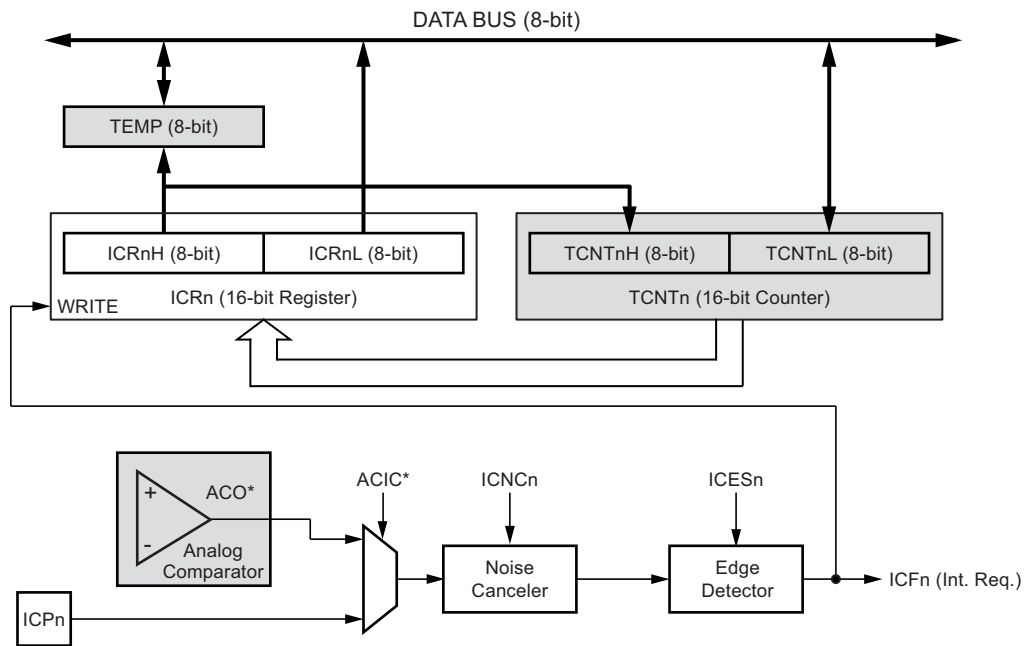 DATA BUS (8-bit)
TEMP (8-bit)
ICRnH (8-bit)
ICRnL (8-bit)
TCNTnH (8-bit)
TCNTnL (8-bit)
WRITE
ICRn (16-bit Register)
TCNTn (16-bit Counter)
+
-
ACO*
Analog
Comparator
ACIC*
ICNCn
ICESn
Noise
Canceler
Edge
Detector
ICFn (Int. Req.)
ICPn